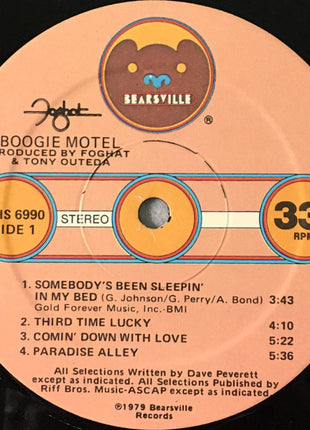 BEARSVILLE
®
Foghat
BOOGIE MOTEL
RODUCED BY FOGHAT
& TONY OUTEDA
HS 6990
IDE 1
STEREO
33
RPM
1. SOMEBODY'S BEEN SLEEPIN'
IN MY BED (G. Johnson/G. Perry/A. Bond) 3:43
Gold Forever Music, Inc.-BMI
2. THIRD TIME LUCKY 4:10
3. COMIN' DOWN WITH LOVE 5:22
4. PARADISE ALLEY 5:36
All Selections Written by Dave Peverett
except as indicated. All Selections Published by
Riff Bros. Music-ASCAP except as indicated.
©1979 Bearsville
Records